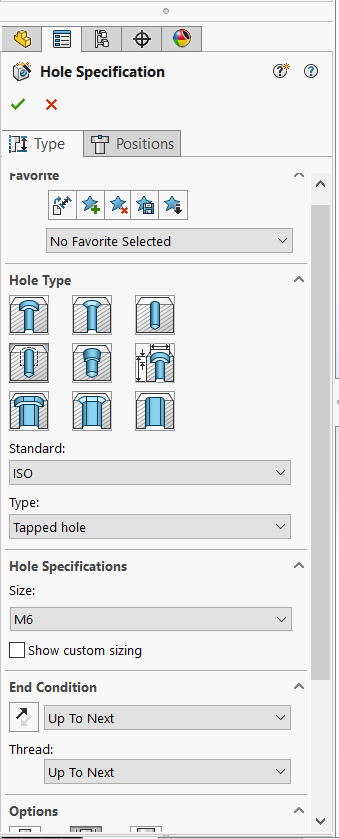 Hole Specification
Type
Positions
Favorite
No Favorite Selected
Hole Type
Standard:
ISO
Type:
Tapped hole
Hole Specifications
Size:
M6
Show custom sizing
End Condition
Up To Next
Thread:
Up To Next
Options